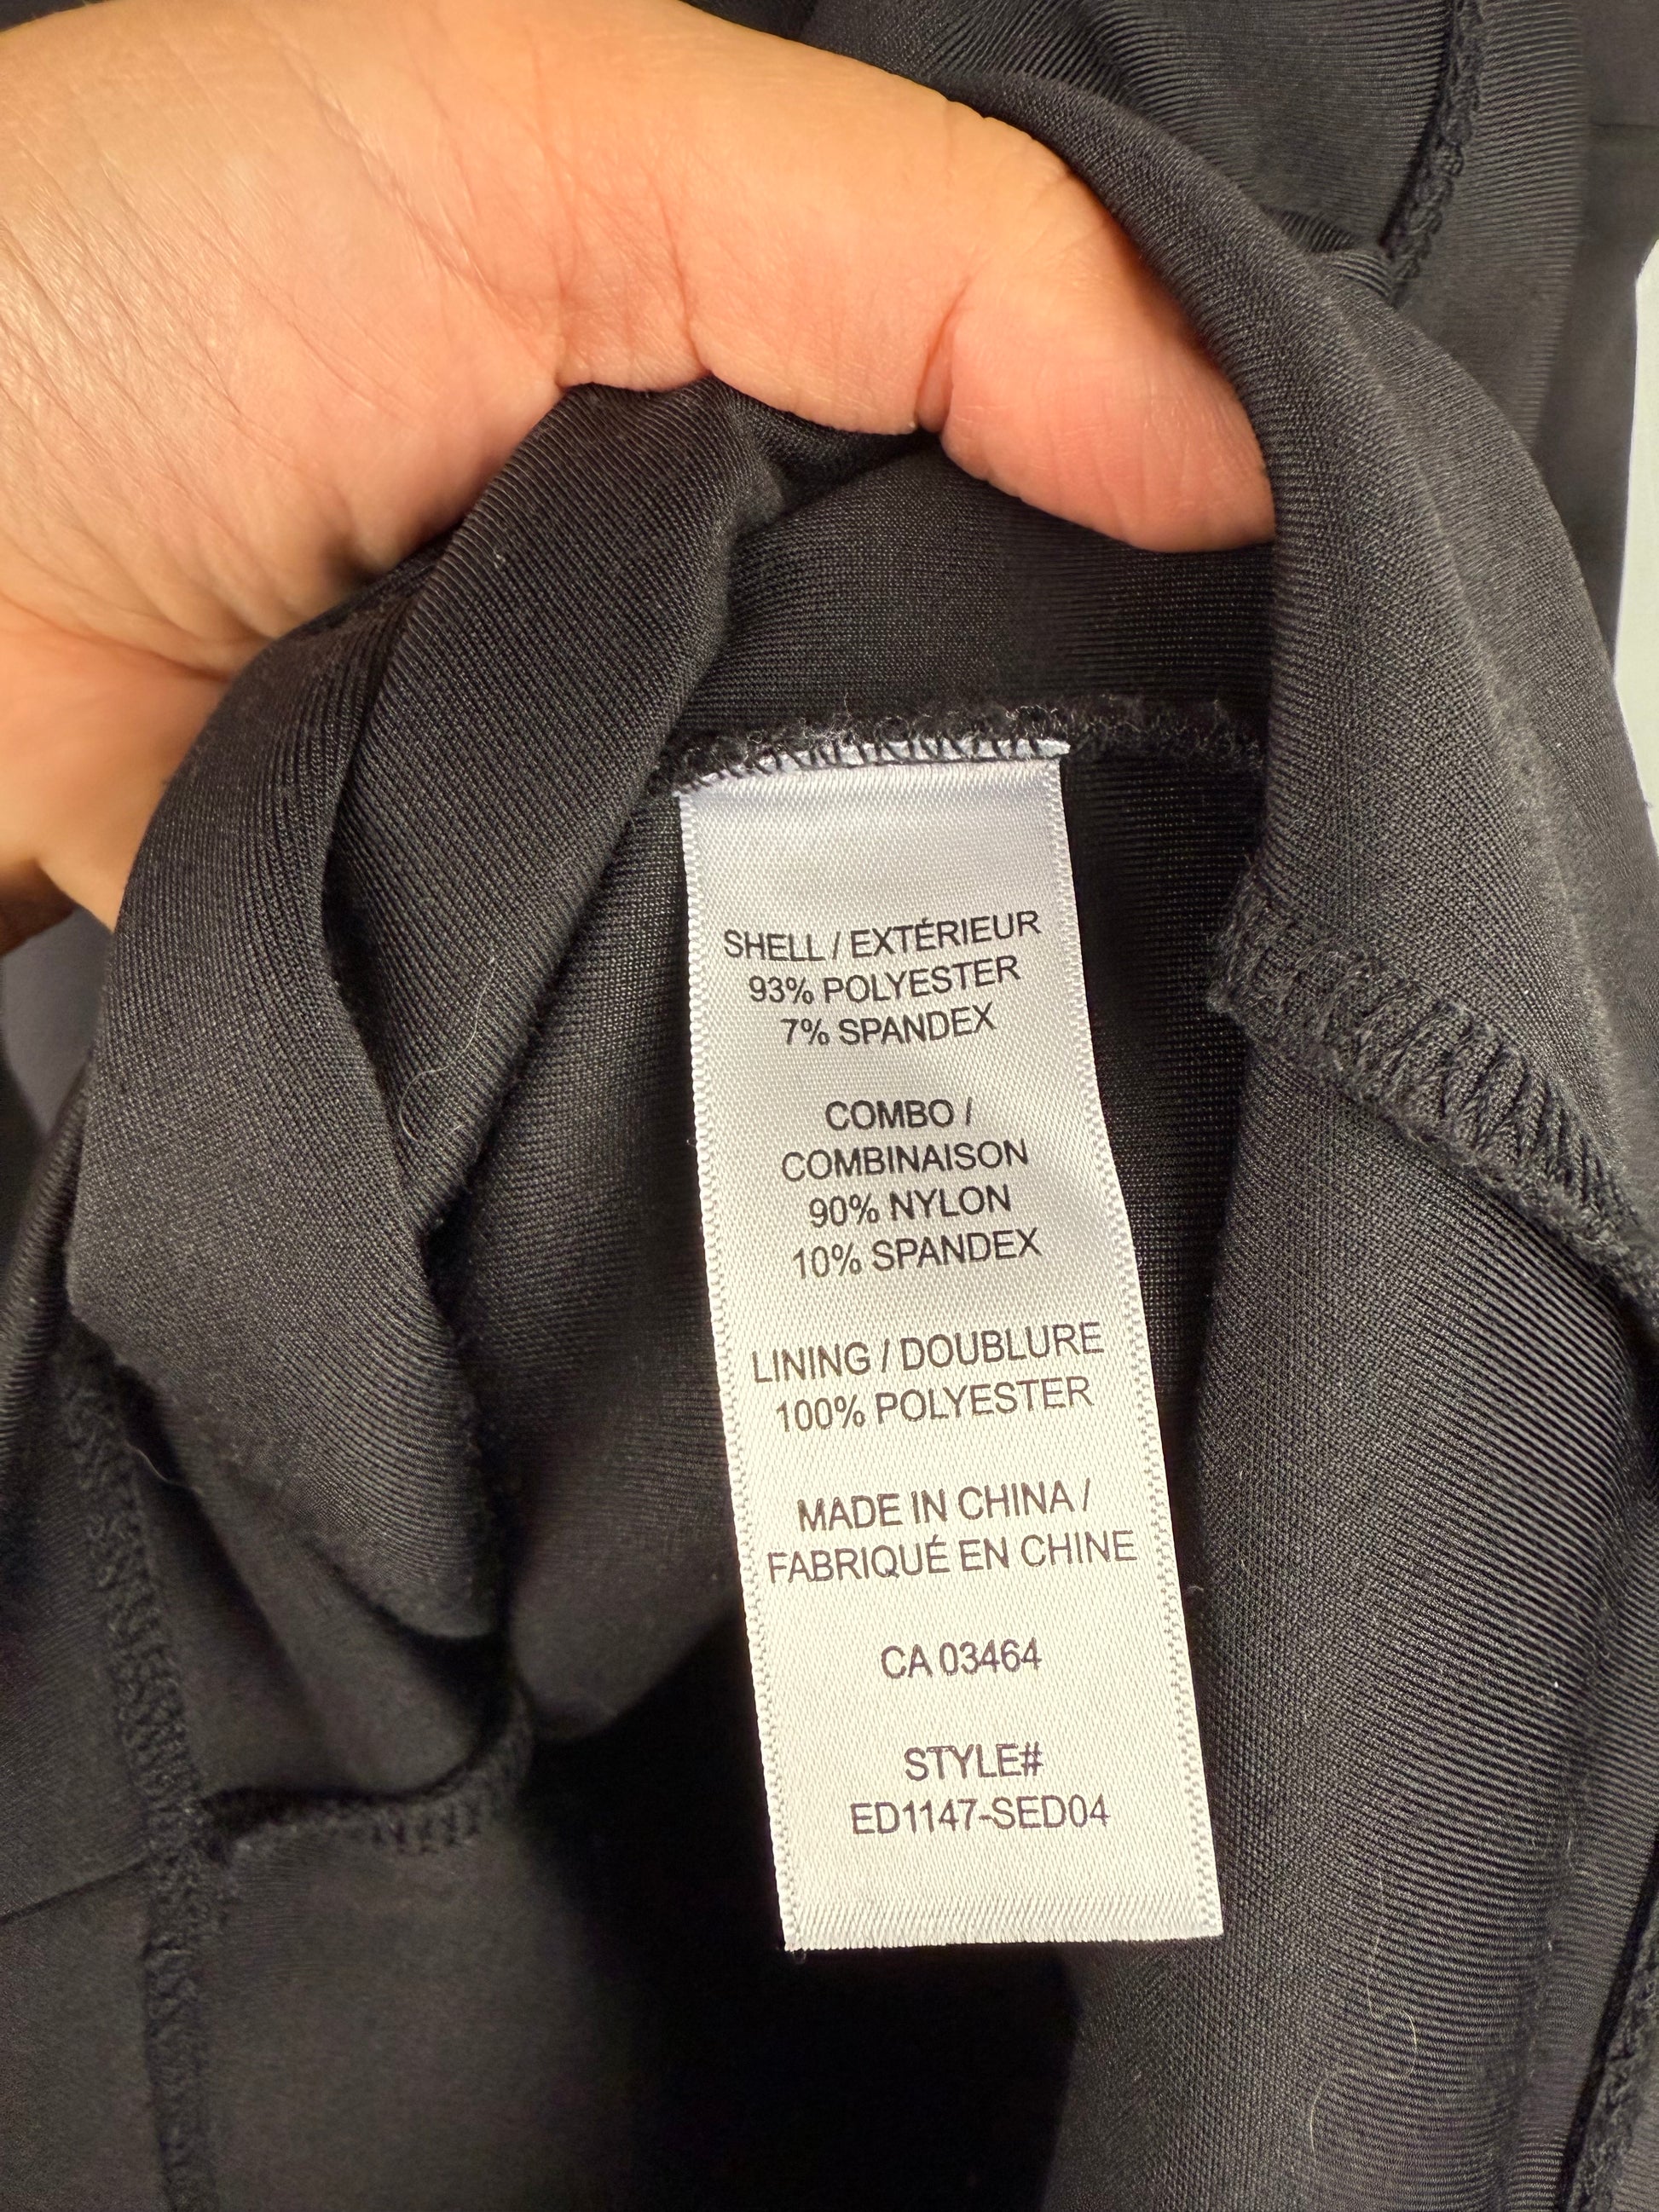 SHELL / EXTÉRIEUR
93% POLYESTER
7% SPANDEX
COMBO /
COMBINAISON
90% NYLON
10% SPANDEX
LINING / DOUBLURE
100% POLYESTER
MADE IN CHINA /
FABRIQUÉ EN CHINE
CA 03464
STYLE#
ED1147-SED04